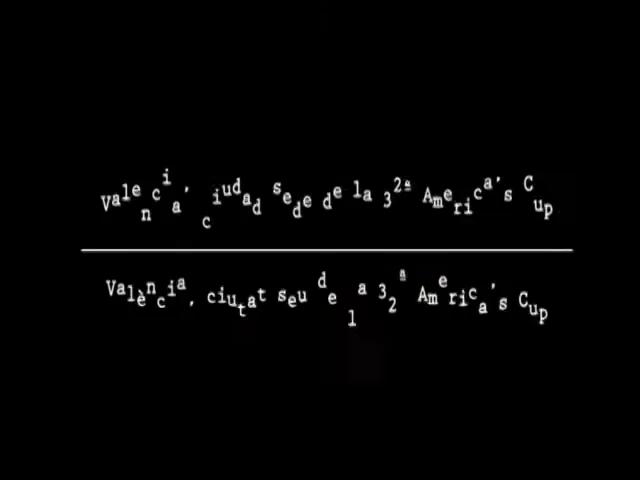 Valencia, ciudad sede de la 32ª America's Cup
València, ciutat seu de la 32ª America's Cup